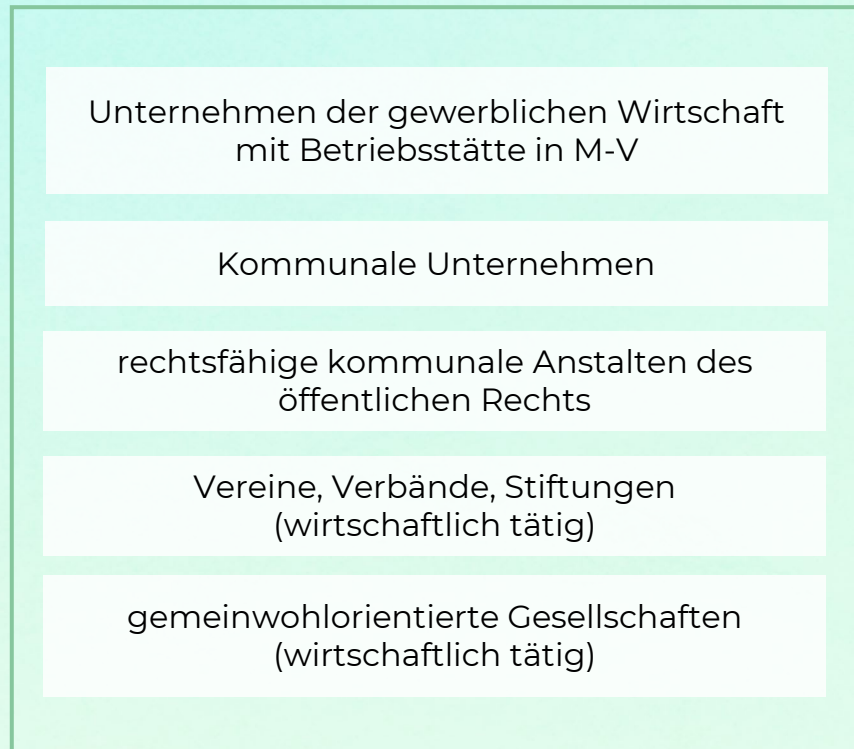 Unternehmen der gewerblichen Wirtschaft
mit Betriebsstätte in M-V
Kommunale Unternehmen
rechtsfähige kommunale Anstalten des
öffentlichen Rechts
Vereine, Verbände, Stiftungen
(wirtschaftlich tätig)
gemeinwohlorientierte Gesellschaften
(wirtschaftlich tätig)